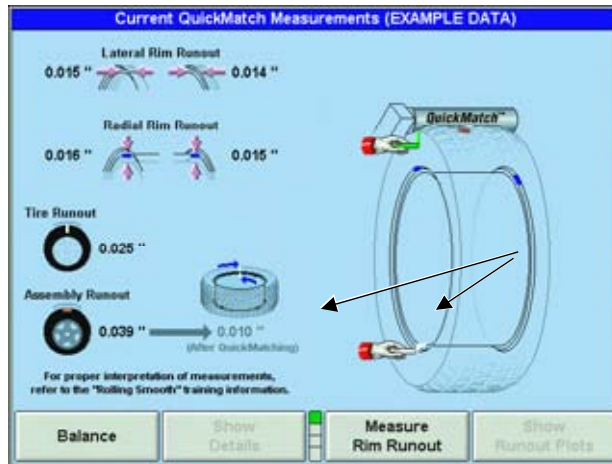 Current QuickMatch Measurements (EXAMPLE DATA)
Lateral Rim Runout
0.015 " 0.014 "
Radial Rim Runout
0.016 " 0.015 "
QuickMatch™
Tire Runout
0.025 "
Assembly Runout
0.039 " 0.010 "
(After QuickMatching)
For proper interpretation of measurements,
refer to the "Rolling Smooth" training information.
Balance
Show
Details
Measure
Rim Runout
Show
Runout Plots